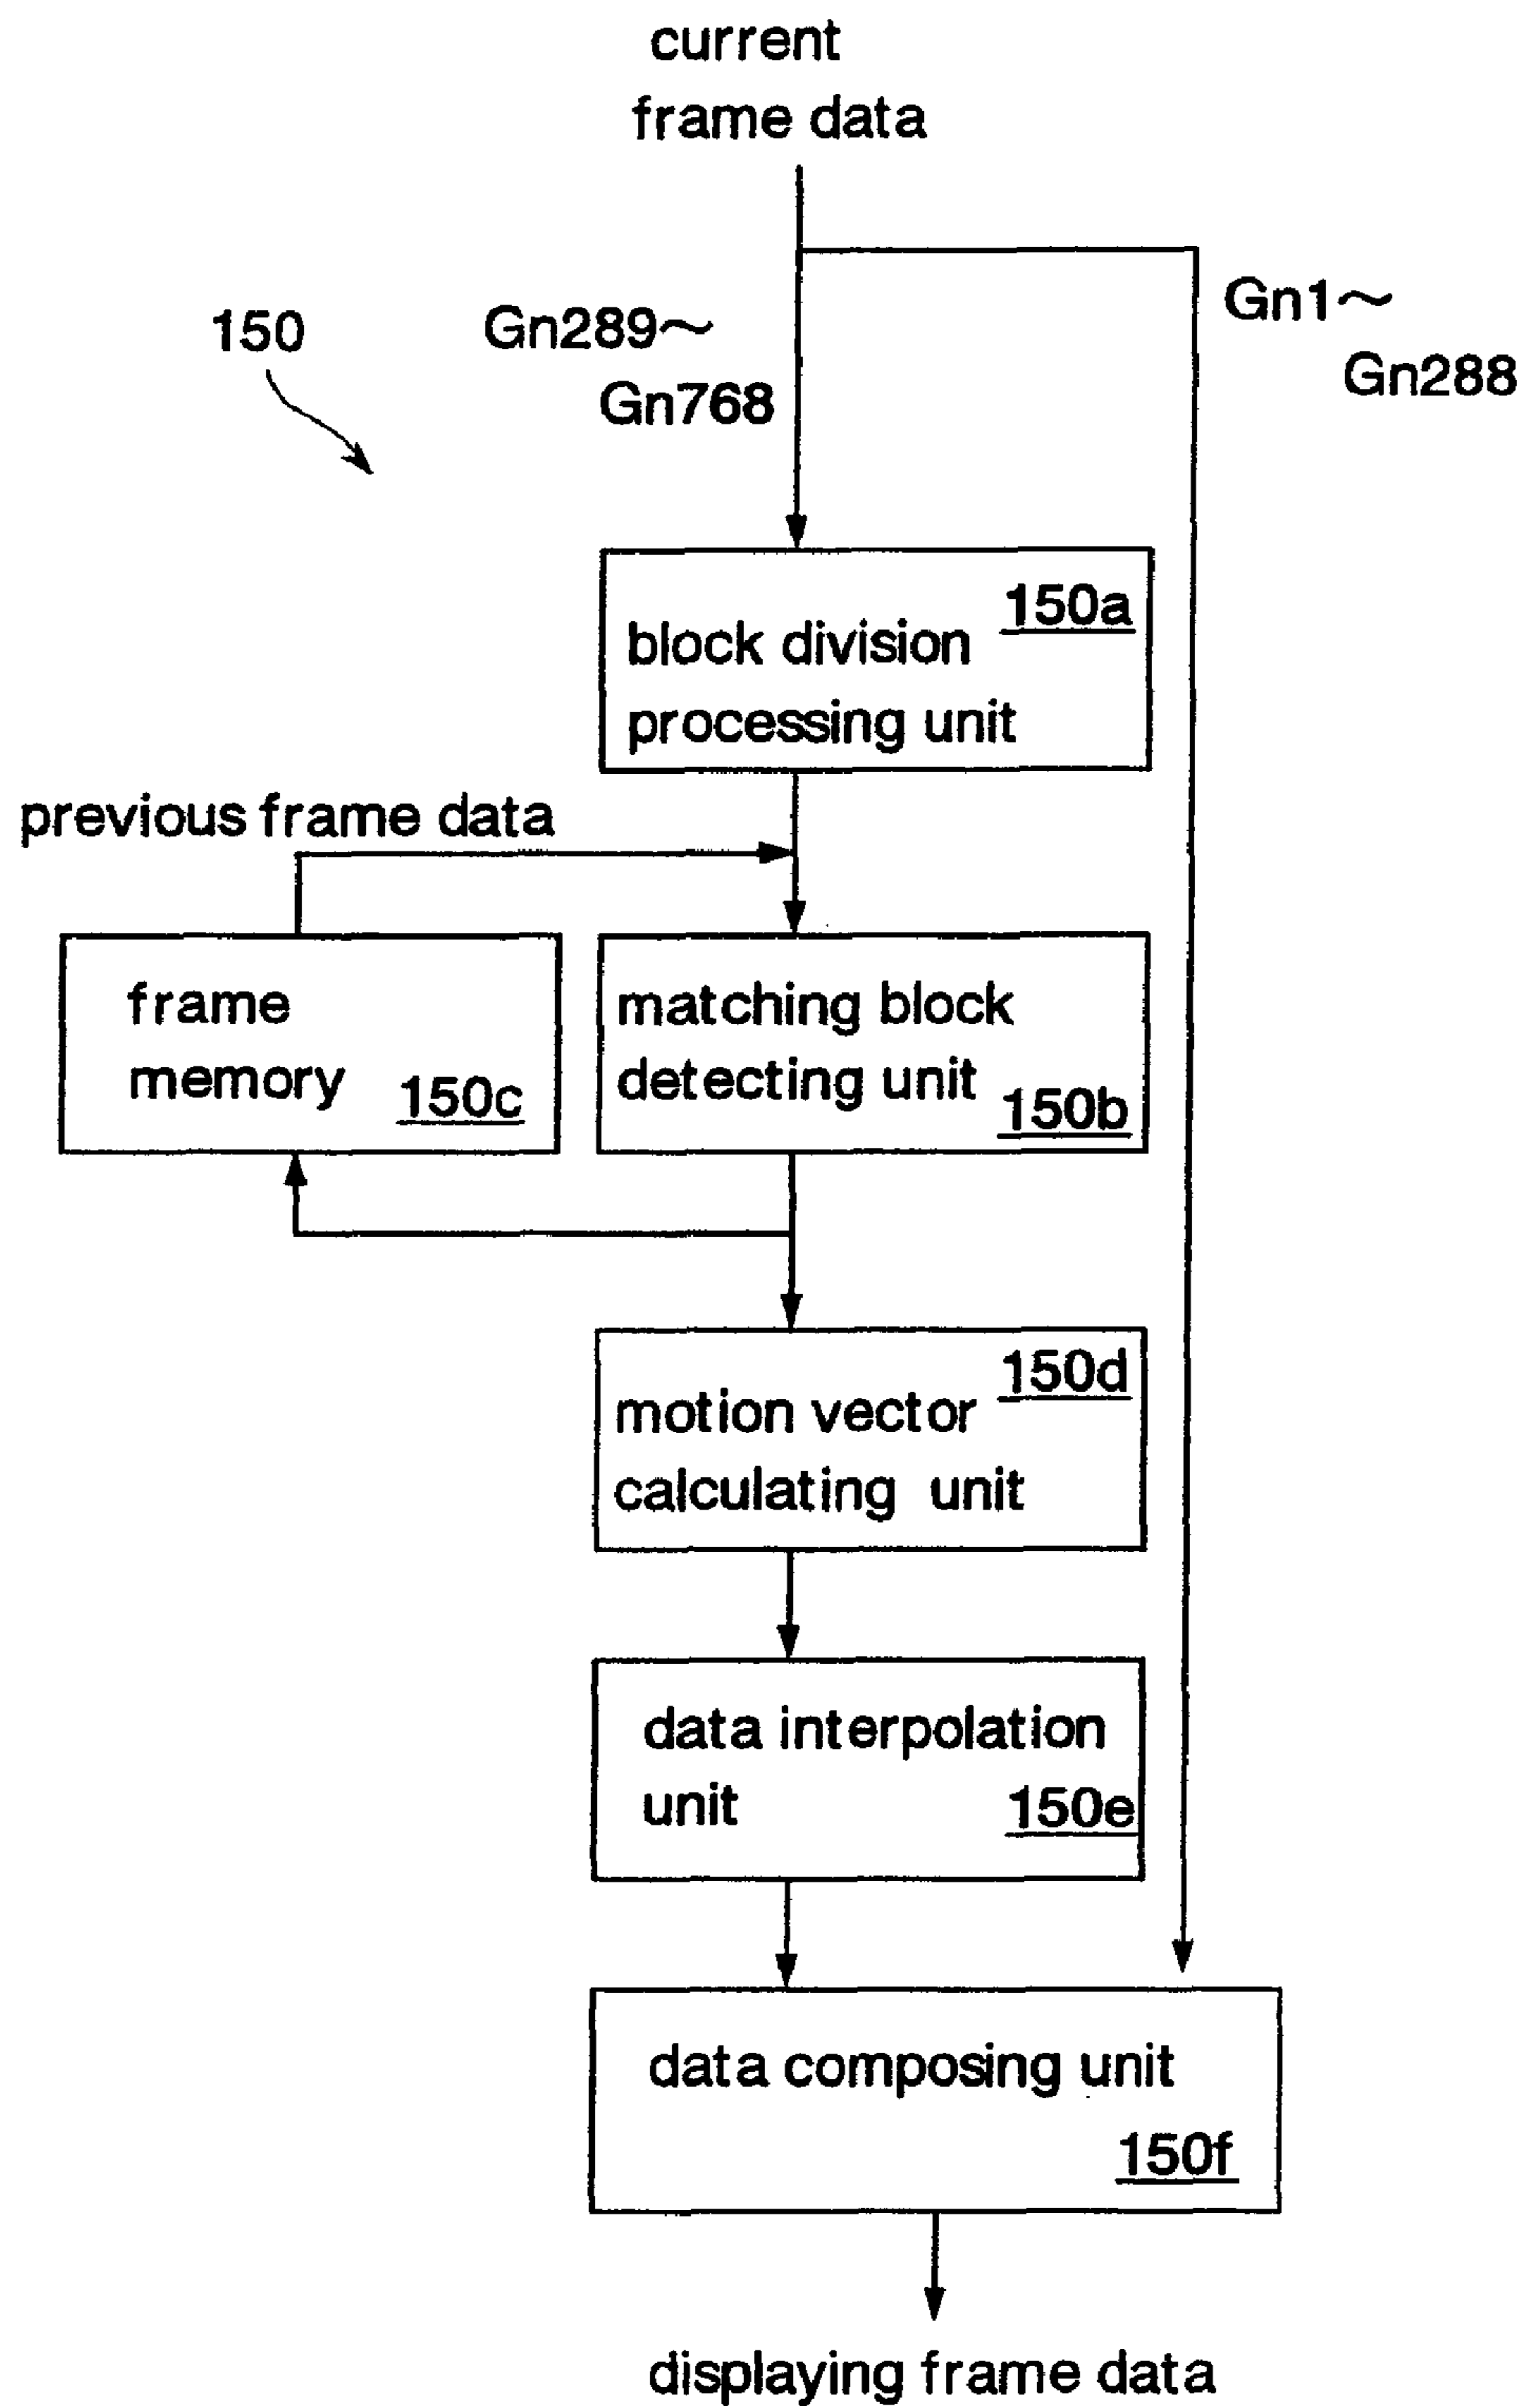 current
frame data
Gn1～
Gn288
150
Gn289～
Gn768
150a
block division
processing unit
previous frame data
frame
memory 150c
matching block
detecting unit
150b
150d
motion vector
calculating unit
data interpolation
unit 150e
data composing unit
150f
displaying frame data